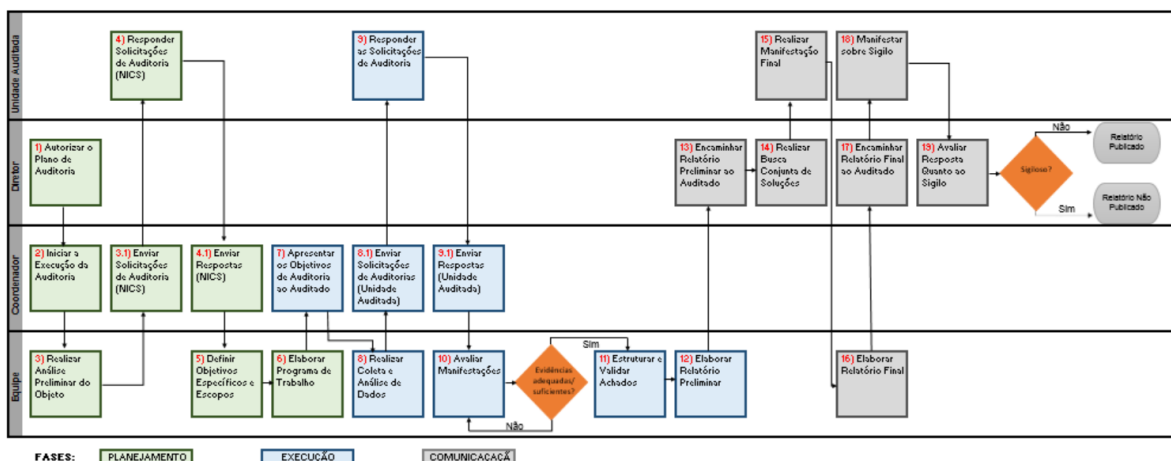 Unidade Auditada
4) Responder
Solicitações
de Auditoria
(NICS)
9) Responder
as Solicitações
de Auditoria
15) Realizar
Manifestação
Final
18) Manifestar
sobre Sigilo
Diretor
1) Autorizar o
Plano de
Auditoria
13) Encaminhar
Relatório
Preliminar ao
Auditado
14) Realizar
Busca
Conjunta de
Soluções
17) Encaminhar
Relatório Final
ao Auditado
19) Avaliar
Resposta
Quanto ao
Sigilo
Sigiloso?
Não
Relatório
Publicado
Sim
Relatório Não
Publicado
Coordenador
2) Iniciar a
Execução da
Auditoria
3.1) Enviar
Solicitações
de Auditoria
(NICS)
4.1) Enviar
Respostas
(NICS)
7) Apresentar
os Objetivos
de Auditoria
ao Auditado
8.1) Enviar
Solicitações
de Auditorias
(Unidade
Auditada)
9.1) Enviar
Respostas
(Unidade
Auditada)
Equipe
3) Realizar
Análise
Preliminar do
Objeto
5) Definir
Objetivos
Específicos e
Escopos
6) Elaborar
Programa de
Trabalho
8) Realizar
Coleta e
Análise de
Dados
10) Avaliar
Manifestações
Evidências
adequadas/
suficientes?
Sim
Não
11) Estruturar e
Validar
Achados
12) Elaborar
Relatório
Preliminar
16) Elaborar
Relatório Final
FASES:
PLANEJAMENTO
EXECUÇÃO
COMUNICACAÇÃ